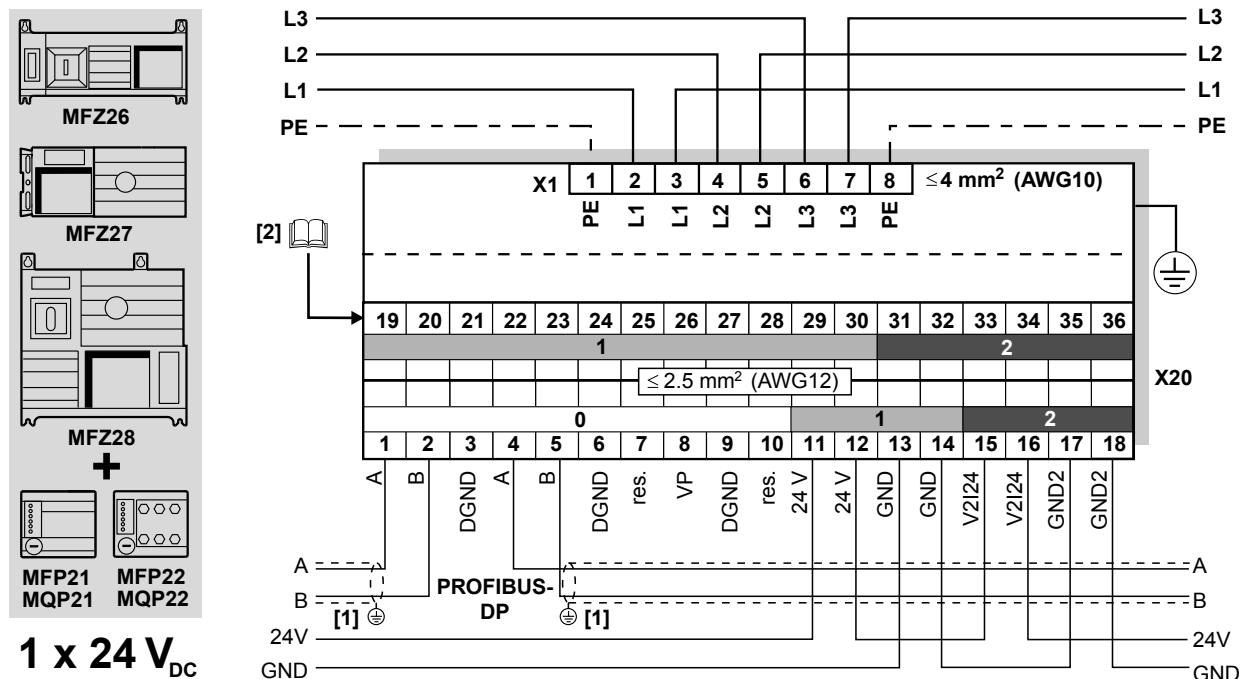 MFZ26
MFZ27
MFZ28
+
MFP21 MFP22
MQP21 MQP22
1 x 24 VDC
L3 L3
L2 L2
L1 L1
PE PE
X1 1 2 3 4 5 6 7 8 ≤4 mm² (AWG10)
PE L1 L1 L2 L2 L3 L3 PE
[2]
19 20 21 22 23 24 25 26 27 28 29 30 31 32 33 34 35 36
1 2
≤ 2.5 mm² (AWG12) X20
0 1 2
1 2 3 4 5 6 7 8 9 10 11 12 13 14 15 16 17 18
A B DGND A B DGND res. VP DGND res. 24 V 24 V GND GND V2I24 V2I24 GND2 GND2
A A
PROFIBUS-
B DP B
[1] [1]
24V 24V
GND GND